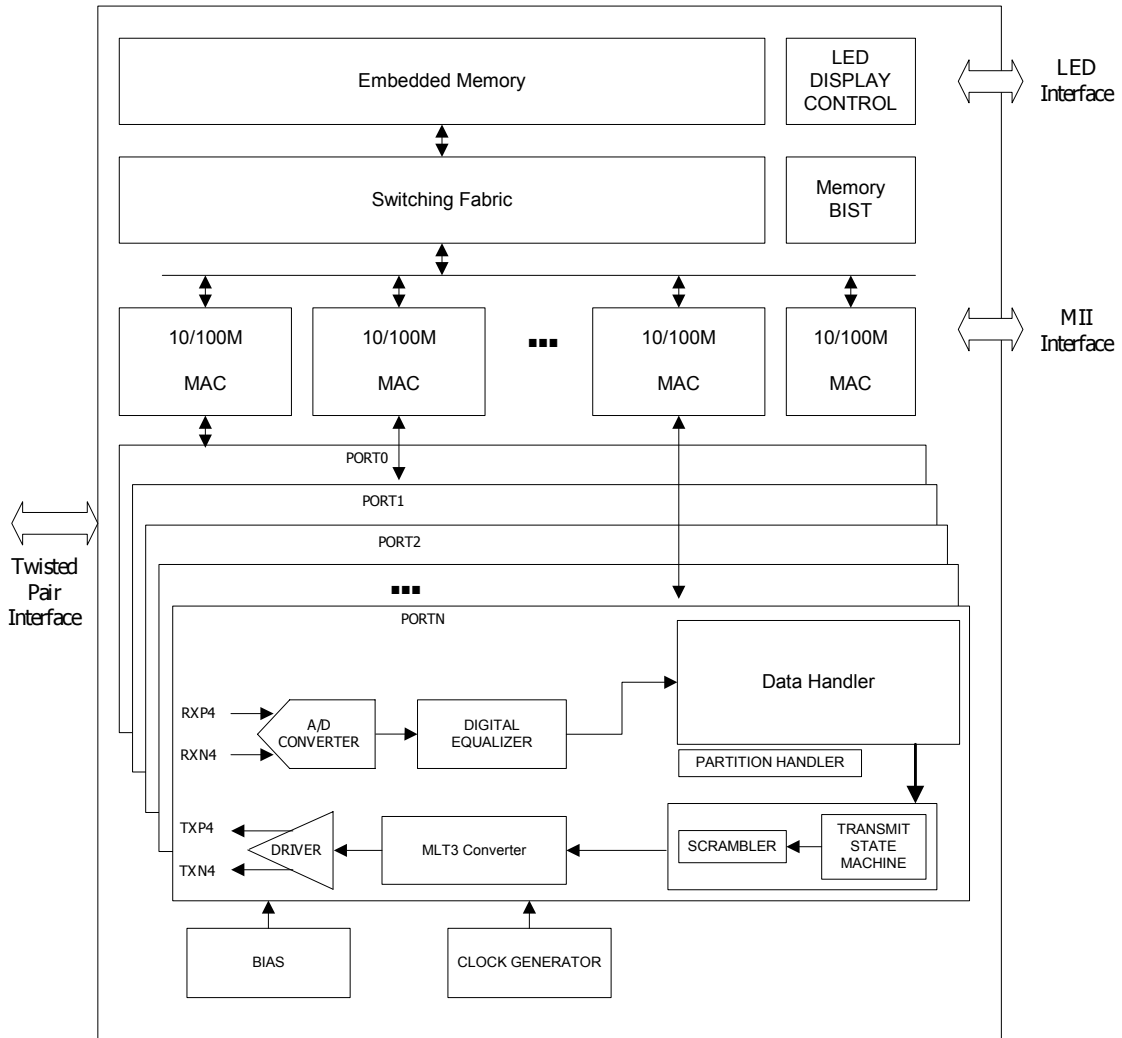 Embedded Memory
LED
DISPLAY
CONTROL
LED
Interface
Switching Fabric
Memory
BIST
10/100M
MAC
10/100M
MAC
10/100M
MAC
10/100M
MAC
MII
Interface
PORT0
PORT1
PORT2
PORTN
Twisted
Pair
Interface
RXP4
RXN4
A/D
CONVERTER
DIGITAL
EQUALIZER
Data Handler
PARTITION HANDLER
TXP4
TXN4
DRIVER
MLT3 Converter
SCRAMBLER
TRANSMIT
STATE
MACHINE
BIAS
CLOCK GENERATOR